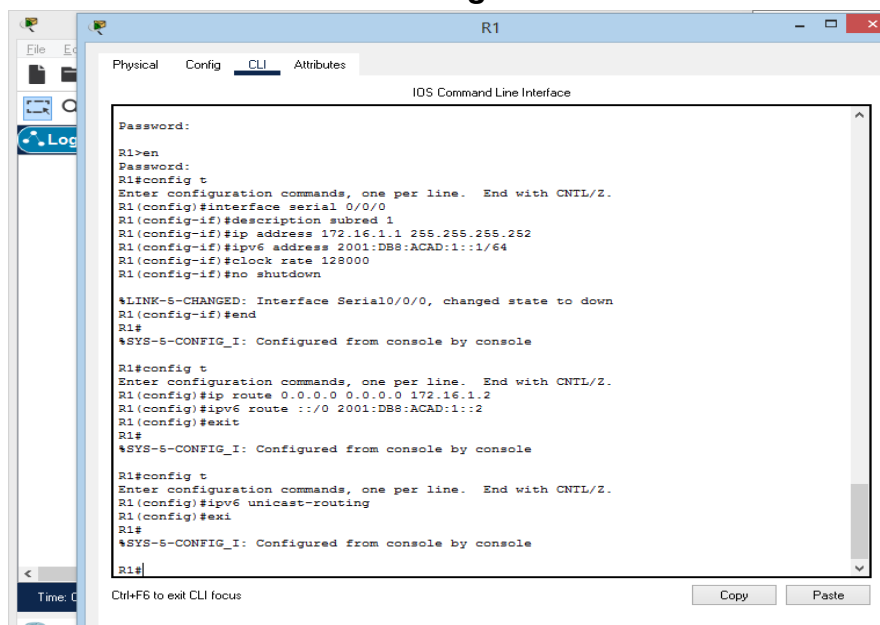 R1
File
Physical Config CLI Attributes
IOS Command Line Interface
Password:
R1>en
Password:
R1#config t
Enter configuration commands, one per line.  End with CNTL/Z.
R1(config)#interface serial 0/0/0
R1(config-if)#description subred 1
R1(config-if)#ip address 172.16.1.1 255.255.255.252
R1(config-if)#ipv6 address 2001:DB8:ACAD:1::1/64
R1(config-if)#clock rate 128000
R1(config-if)#no shutdown
%LINK-5-CHANGED: Interface Serial0/0/0, changed state to down
R1(config-if)#end
R1#
%SYS-5-CONFIG_I: Configured from console by console
R1#config t
Enter configuration commands, one per line.  End with CNTL/Z.
R1(config)#ip route 0.0.0.0 0.0.0.0 172.16.1.2
R1(config)#ipv6 route ::/0 2001:DB8:ACAD:1::2
R1(config)#exit
R1#
%SYS-5-CONFIG_I: Configured from console by console
R1#config t
Enter configuration commands, one per line.  End with CNTL/Z.
R1(config)#ipv6 unicast-routing
R1(config)#exi
R1#
%SYS-5-CONFIG_I: Configured from console by console
R1#
Time:
Ctrl+F6 to exit CLI focus
Copy Paste